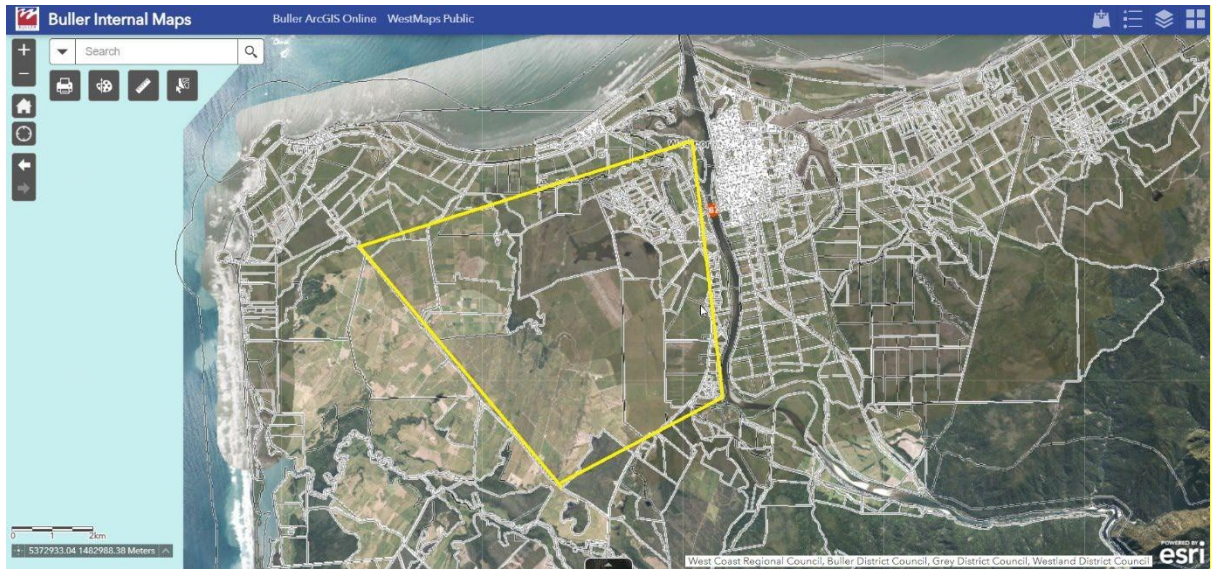 Buller Internal Maps
Buller ArcGIS Online WestMaps Public
Search
0 1 2km
5372933.04 1482988.38 Meters
West Coast Regional Council, Buller District Council, Grey District Council, Westland District Council
POWERED BY
esri